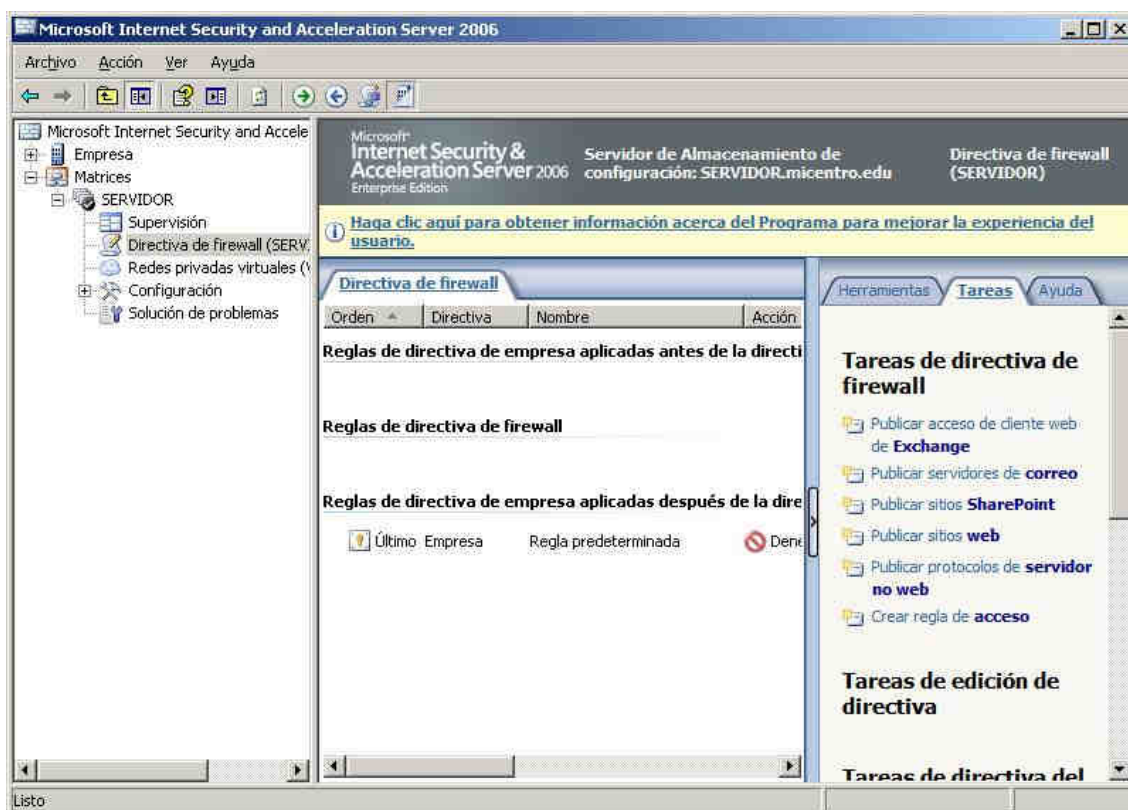 Microsoft Internet Security and Acceleration Server 2006
Archivo Acción Ver Ayuda
Microsoft Internet Security and Accele
Empresa
Matrices
SERVIDOR
Supervisión
Directiva de firewall (SERV
Redes privadas virtuales (V
Configuración
Solución de problemas
Microsoft
Internet Security &
Acceleration Server 2006
Enterprise Edition
Servidor de Almacenamiento de
configuración: SERVIDOR.micentro.edu
Directiva de firewall
(SERVIDOR)
Haga clic aquí para obtener información acerca del Programa para mejorar la experiencia del
usuario.
Directiva de firewall
Orden Directiva Nombre Acción
Reglas de directiva de empresa aplicadas antes de la directi
Reglas de directiva de firewall
Reglas de directiva de empresa aplicadas después de la dire
Último Empresa Regla predeterminada Dene
Herramientas Tareas Ayuda
Tareas de directiva de
firewall
Publicar acceso de cliente web
de Exchange
Publicar servidores de correo
Publicar sitios SharePoint
Publicar sitios web
Publicar protocolos de servidor
no web
Crear regla de acceso
Tareas de edición de
directiva
Tareas de directiva del
Listo